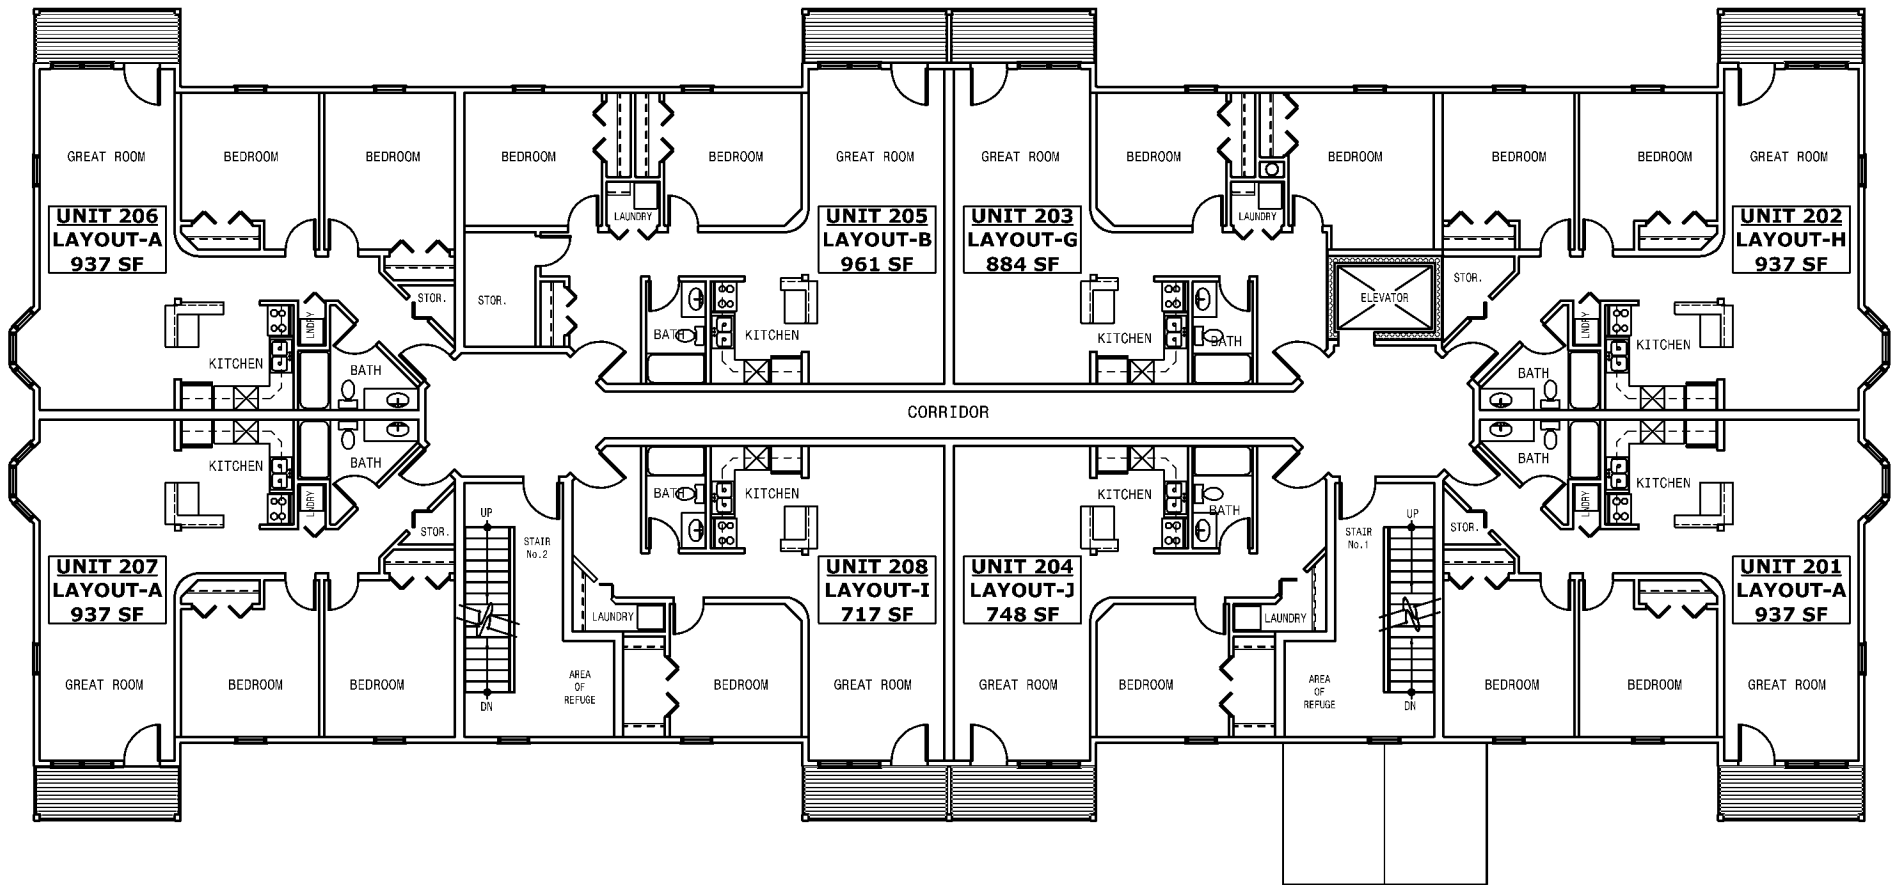 GREAT ROOM
BEDROOM
BEDROOM
BEDROOM
BEDROOM
GREAT ROOM
GREAT ROOM
BEDROOM
BEDROOM
BEDROOM
BEDROOM
GREAT ROOM
UNIT 206
LAYOUT-A
937 SF
LAUNDRY
UNIT 205
LAYOUT-B
961 SF
UNIT 203
LAYOUT-G
884 SF
LAUNDRY
UNIT 202
LAYOUT-H
937 SF
STOR.
STOR.
ELEVATOR
STOR.
KITCHEN
LNDRY
BATH
BATH
KITCHEN
KITCHEN
BATH
BATH
LNDRY
KITCHEN
CORRIDOR
KITCHEN
LNDRY
BATH
BATH
KITCHEN
KITCHEN
BATH
BATH
LNDRY
KITCHEN
STOR.
UP
STAIR
No.2
STAIR
No.1
UP
STOR.
UNIT 207
LAYOUT-A
937 SF
LAUNDRY
UNIT 208
LAYOUT-I
717 SF
UNIT 204
LAYOUT-J
748 SF
LAUNDRY
UNIT 201
LAYOUT-A
937 SF
GREAT ROOM
BEDROOM
BEDROOM
DN
AREA
OF
REFUGE
BEDROOM
GREAT ROOM
GREAT ROOM
BEDROOM
AREA
OF
REFUGE
DN
BEDROOM
BEDROOM
GREAT ROOM